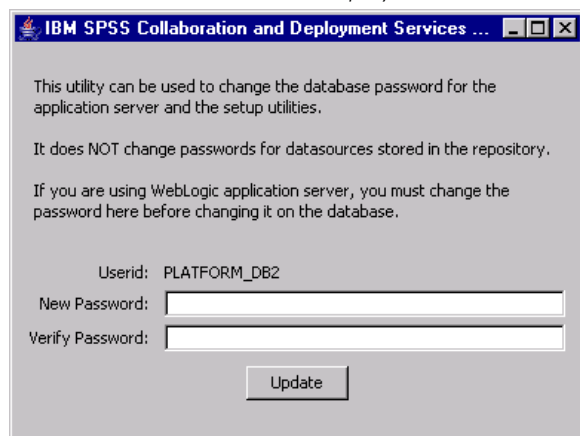 IBM SPSS Collaboration and Deployment Services ...
This utility can be used to change the database password for the
application server and the setup utilities.
It does NOT change passwords for datasources stored in the repository.
If you are using WebLogic application server, you must change the
password here before changing it on the database.
Userid: PLATFORM_DB2
New Password:
Verify Password:
Update